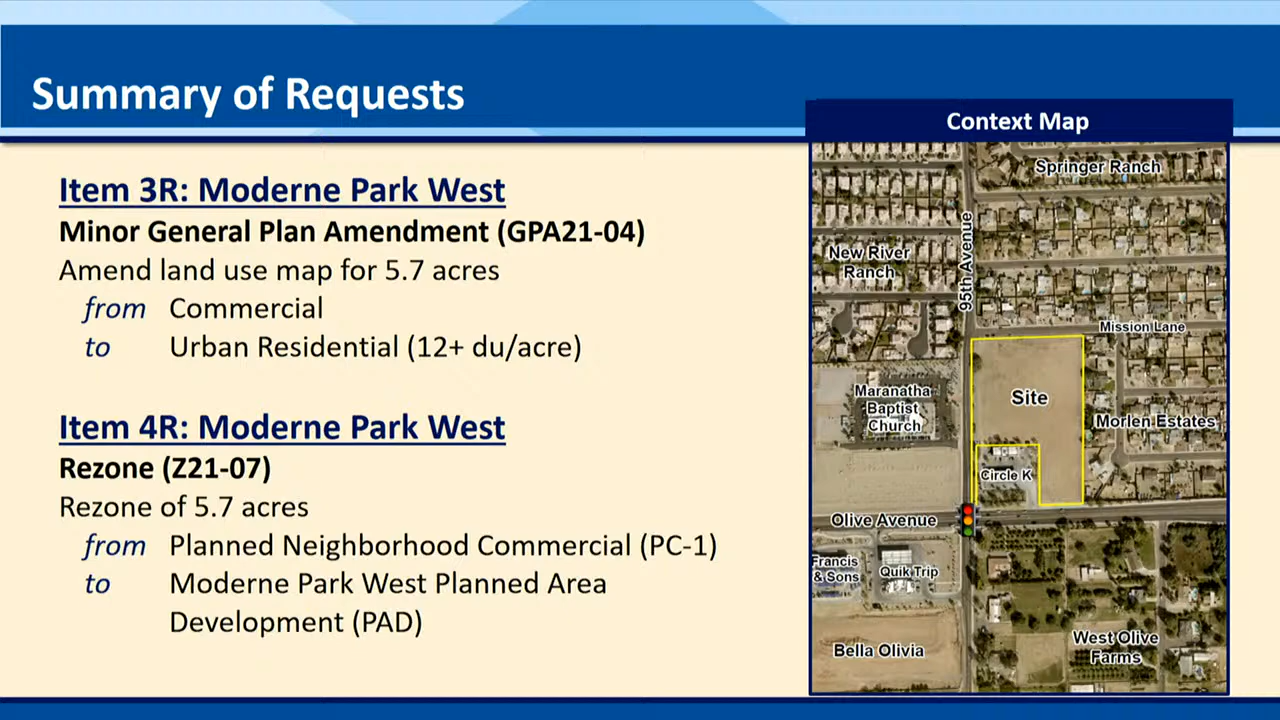 Summary of Requests
Item 3R: Moderne Park West
Minor General Plan Amendment (GPA21-04)
Amend land use map for 5.7 acres
from Commercial
to Urban Residential (12+ du/acre)
Item 4R: Moderne Park West
Rezone (Z21-07)
Rezone of 5.7 acres
from Planned Neighborhood Commercial (PC-1)
to Moderne Park West Planned Area
Development (PAD)
Context Map
Springer Ranch
95th Avenue
New River
Ranch
Mission Lane
Site
Maranatha
Baptist
Church
Morlen Estates
Circle K
Olive Avenue
Francis
& Sons
Quik Trip
Bella Olivia
West Olive
Farms